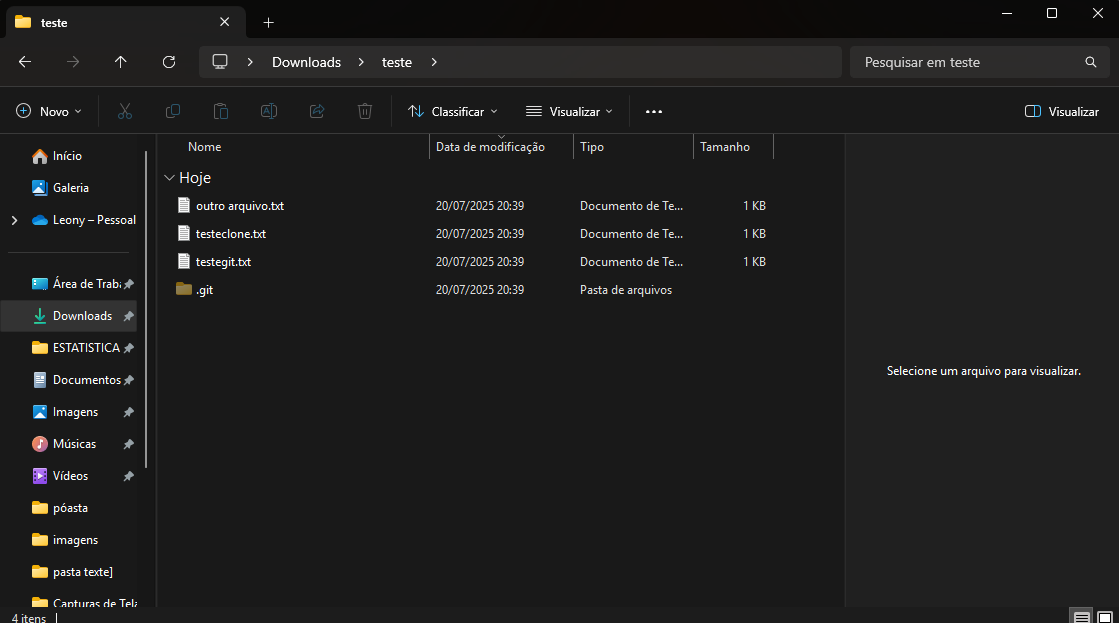 teste
Downloads teste
Pesquisar em teste
Novo
Classificar
Visualizar
Visualizar
Início
Galeria
Leony – Pessoal
Área de Traba
Downloads
ESTATISTICA
Documentos
Imagens
Músicas
Vídeos
póasta
imagens
pasta texte]
Capturas de Tela
Nome Data de modificação Tipo Tamanho
Hoje
outro arquivo.txt 20/07/2025 20:39 Documento de Te... 1 KB
testeclone.txt 20/07/2025 20:39 Documento de Te... 1 KB
testegit.txt 20/07/2025 20:39 Documento de Te... 1 KB
.git 20/07/2025 20:39 Pasta de arquivos
Selecione um arquivo para visualizar.
4 itens